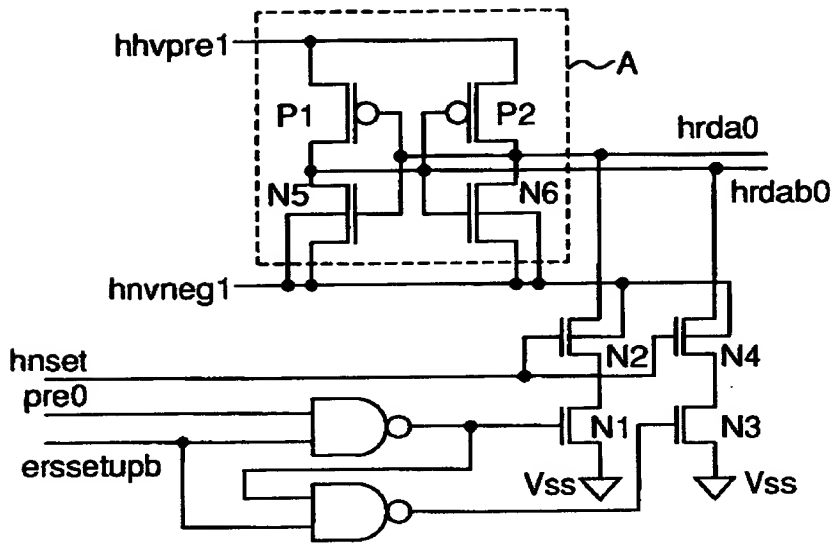 hhvpre1
A
P1
P2
hrda0
N5
N6
hrdab0
hnvneg1
hnset
N2
N4
pre0
N1
N3
erssetupb
Vss
Vss